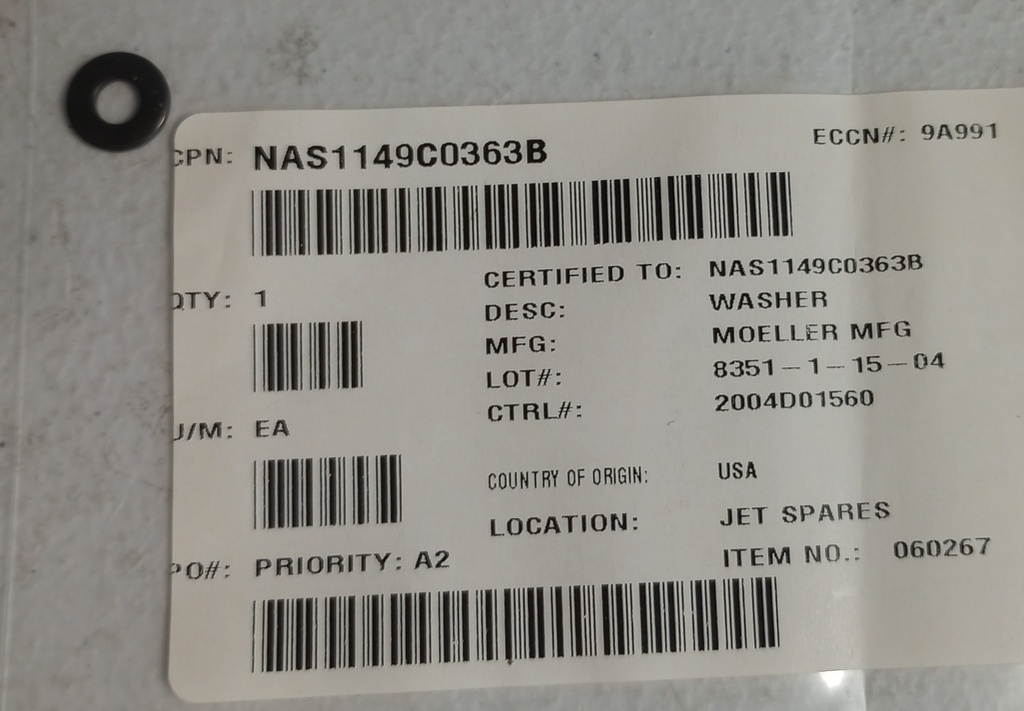 CPN: NAS1149C0363B
ECCN#: 9A991
QTY: 1
CERTIFIED TO: NAS1149C0363B
DESC: WASHER
MFG: MOELLER MFG
LOT#: 8351-1-15-04
CTRL#: 2004D01560
U/M: EA
COUNTRY OF ORIGIN: USA
LOCATION: JET SPARES
PO#: PRIORITY: A2
ITEM NO.: 060267